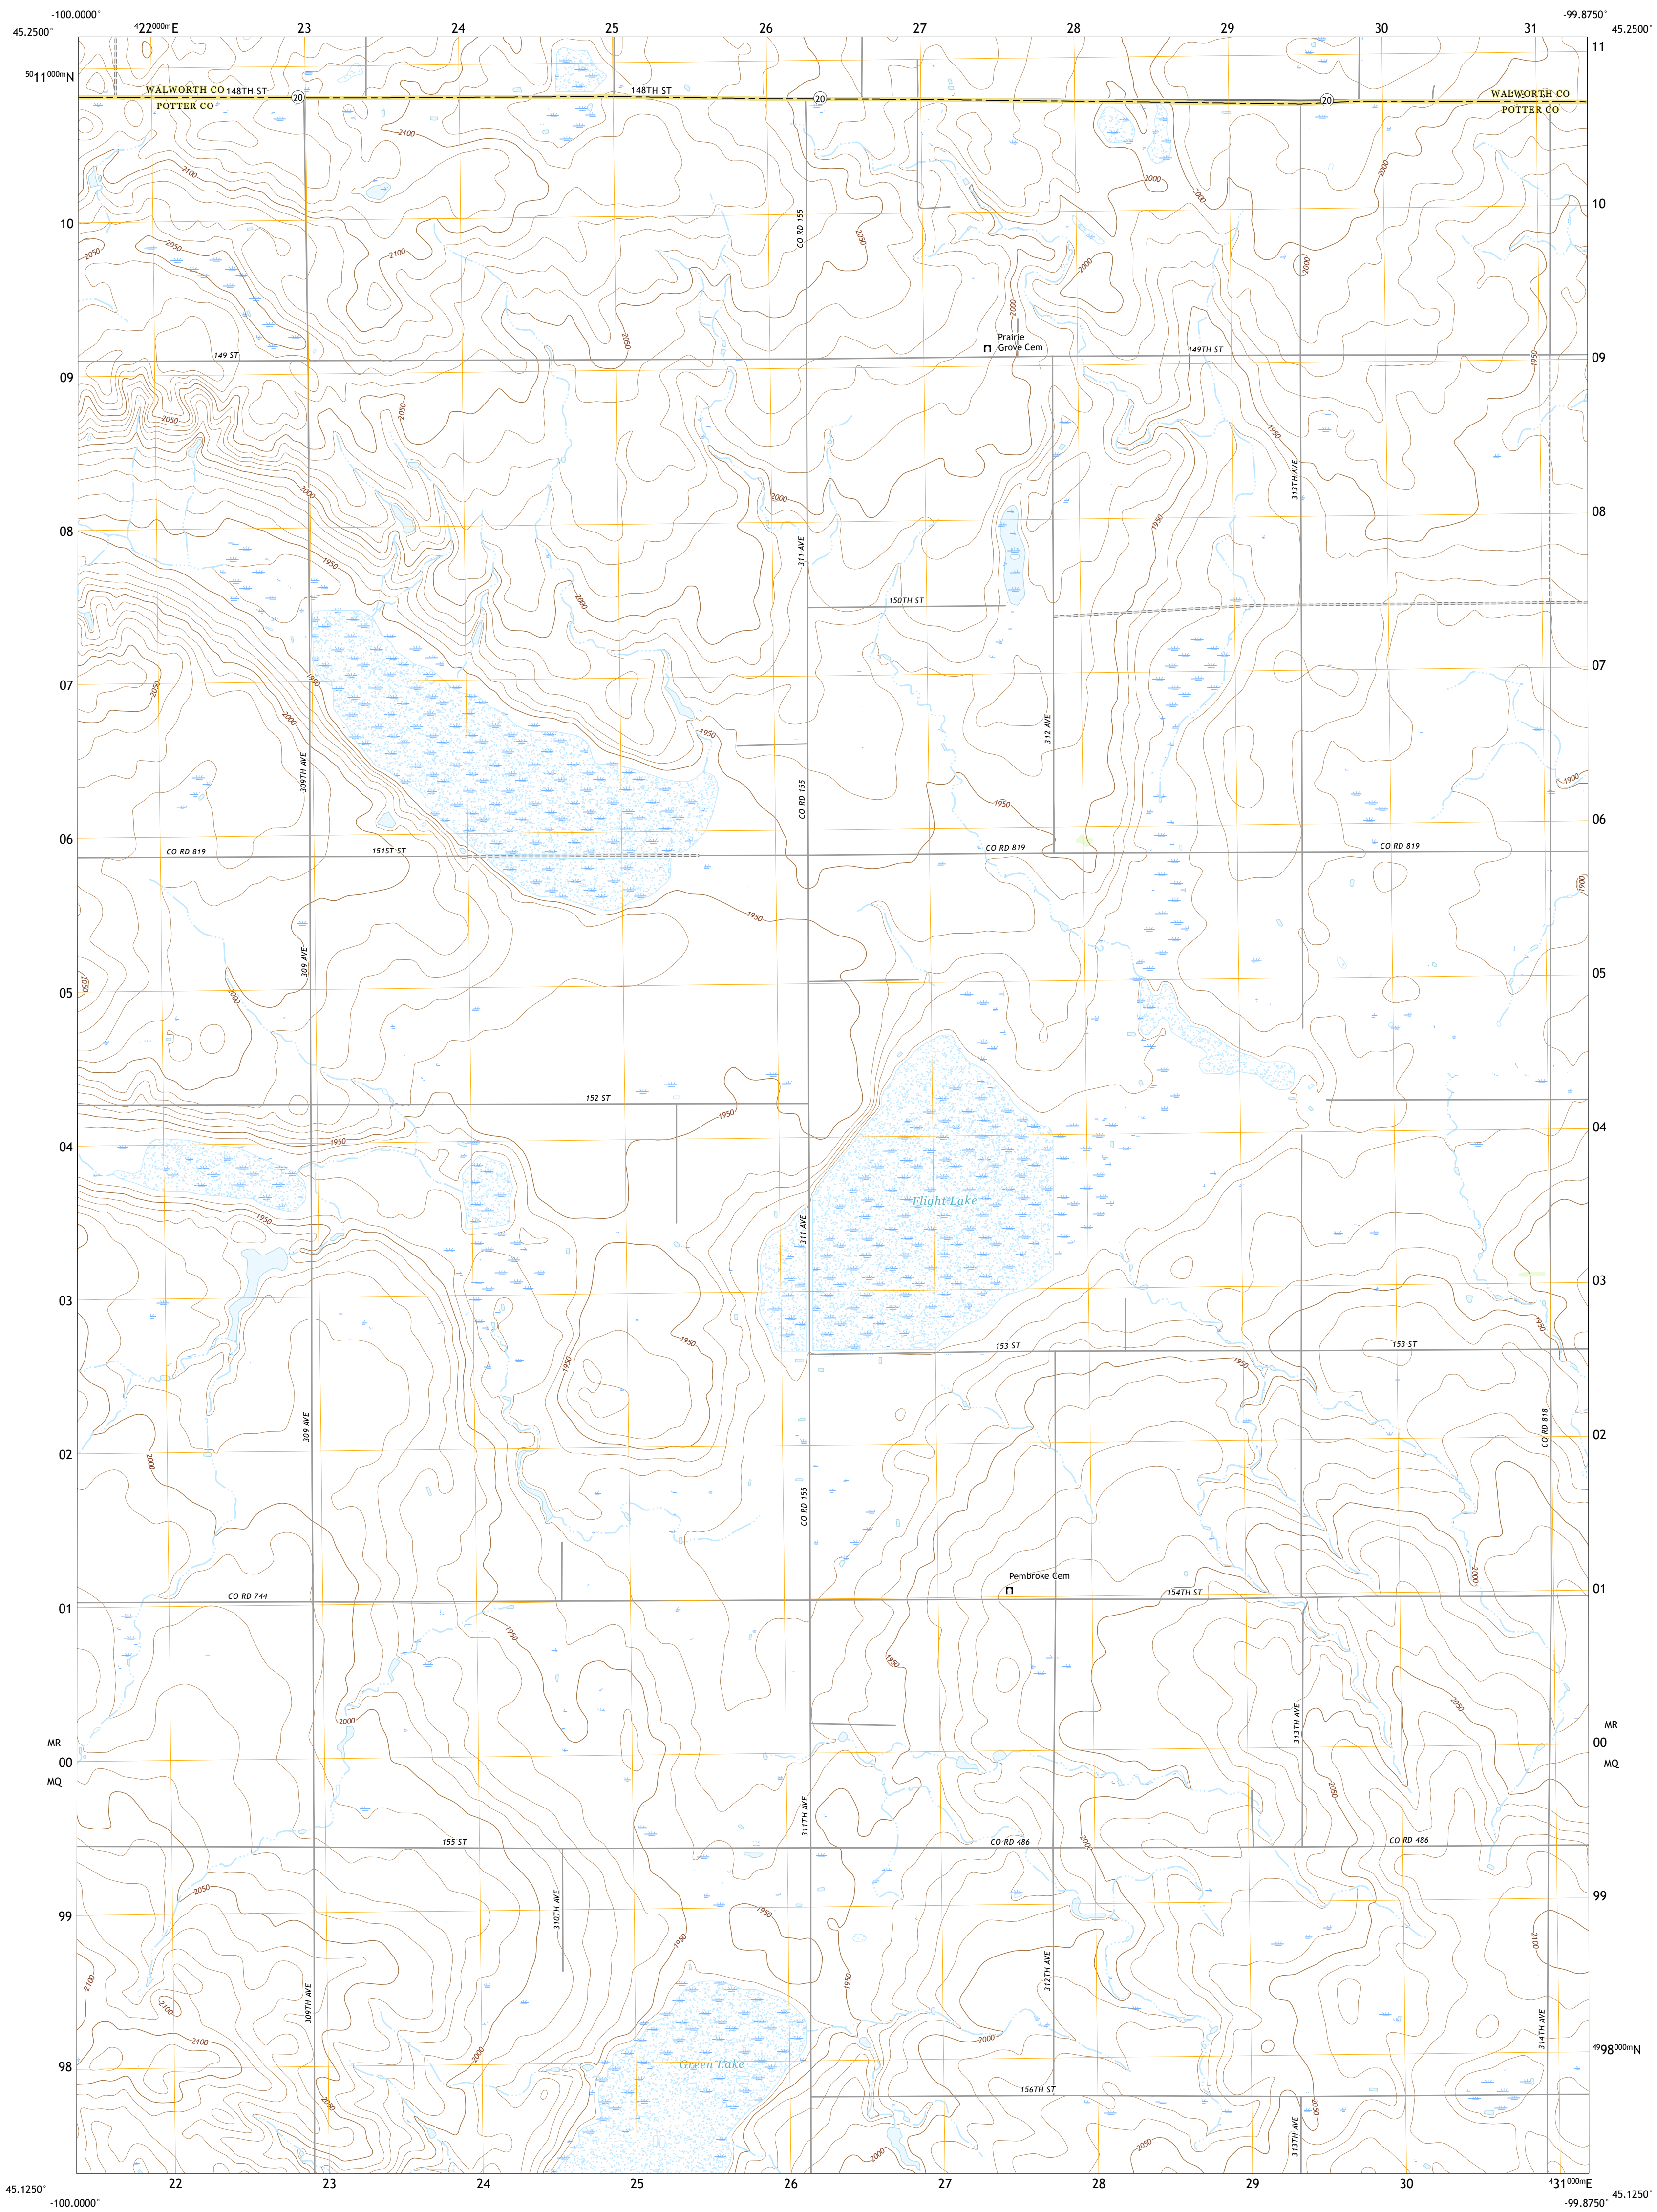 -100.0000°
-99.8750°
45.2500°
⁴22⁰⁰⁰ᵐE
23
24
25
26
27
28
29
30
31
45.2500°
11
⁵⁰11⁰⁰⁰ᵐN
WALWORTH CO
148TH ST
148TH ST
WALWORTH CO
POTTER CO
20
20
20
POTTER CO
2100
2100
2000
2000
2000
10
CO RD 155
10
2050
2050
2050
2100
2000
2000
2000
2050
Prairie
Grove Cem
149 ST
149TH ST
1950
09
09
2050
2050
1950
313TH AVE
2000
2000
08
08
1950
311 AVE
1950
2000
150TH ST
07
07
1950
2050
2000
312 AVE
1950
309TH AVE
1900
CO RD 155
1950
06
06
CO RD 819
151ST ST
CO RD 819
CO RD 819
1900
1950
309 AVE
05
05
2050
2000
152 ST
1950
04
04
1950
Flight Lake
1950
311 AVE
03
03
1950
1950
1950
153 ST
153 ST
1950
309 AVE
CO RD 818
02
02
2000
CO RD 155
2000
Pembroke Cem
CO RD 744
154TH ST
01
01
1950
1950
2050
2000
313TH AVE
MR
MR
00
00
MQ
MQ
2050
311TH AVE
155 ST
CO RD 486
CO RD 486
2000
2050
99
99
310TH AVE
1950
1950
2100
2100
1950
312TH AVE
309TH AVE
2100
314TH AVE
2100
2000
2000
⁴⁹98⁰⁰⁰ᵐN
98
Green Lake
156TH ST
2050
2050
313TH AVE
2050
2000
22
23
24
25
26
27
28
29
30
⁴31⁰⁰⁰ᵐE
45.1250°
45.1250°
-100.0000°
-99.8750°